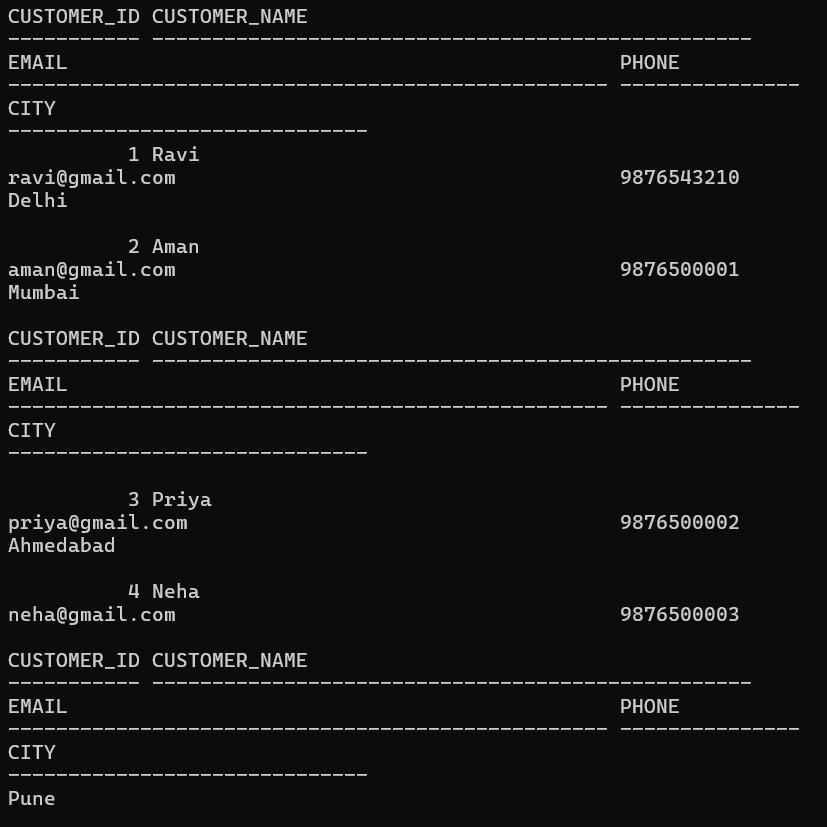 CUSTOMER_ID CUSTOMER_NAME
----------- --------------------------------------------------
EMAIL                                              PHONE
-------------------------------------------------- ---------------
CITY
------------------------------
          1 Ravi
ravi@gmail.com                                     9876543210
Delhi

          2 Aman
aman@gmail.com                                     9876500001
Mumbai

CUSTOMER_ID CUSTOMER_NAME
----------- --------------------------------------------------
EMAIL                                              PHONE
-------------------------------------------------- ---------------
CITY
------------------------------

          3 Priya
priya@gmail.com                                    9876500002
Ahmedabad

          4 Neha
neha@gmail.com                                     9876500003

CUSTOMER_ID CUSTOMER_NAME
----------- --------------------------------------------------
EMAIL                                              PHONE
-------------------------------------------------- ---------------
CITY
------------------------------
Pune